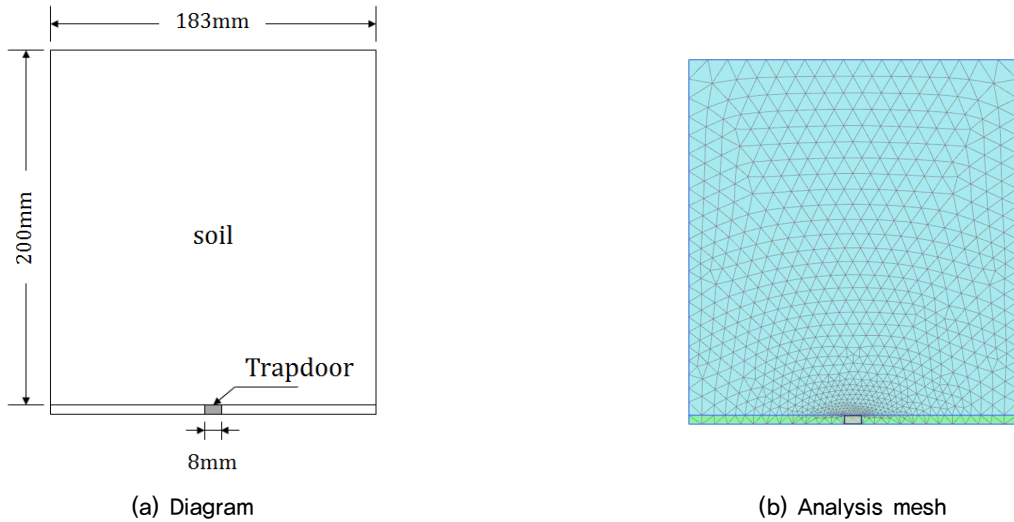 183mm
200mm
soil
Trapdoor
8mm
(a) Diagram
(b) Analysis mesh